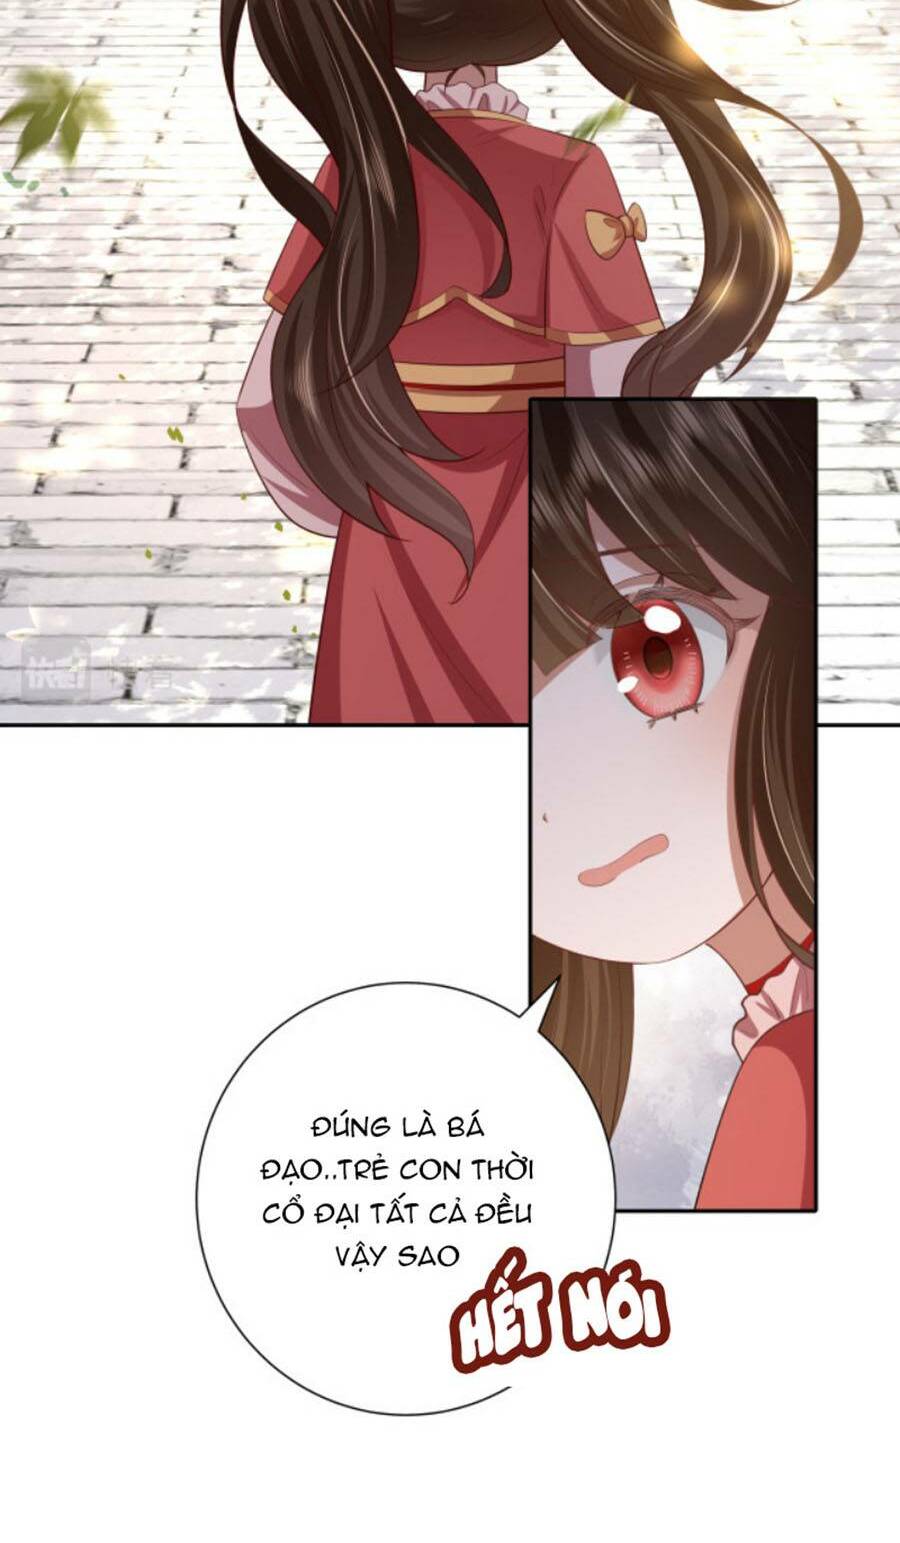 ĐÚNG LÀ BÁ
ĐẠO..TRẺ CON THỜI
CỔ ĐẠI TẤT CẢ ĐỀU
VẬY SAO
HẾT NÓI